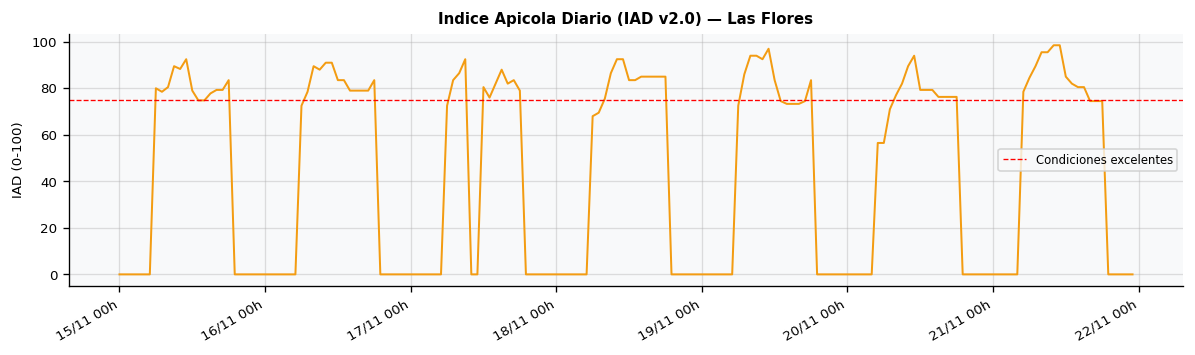 Indice Apicola Diario (IAD v2.0) — Las Flores
IAD (0-100)
100
80
60
40
20
0
Condiciones excelentes
15/11 00h
16/11 00h
17/11 00h
18/11 00h
19/11 00h
20/11 00h
21/11 00h
22/11 00h